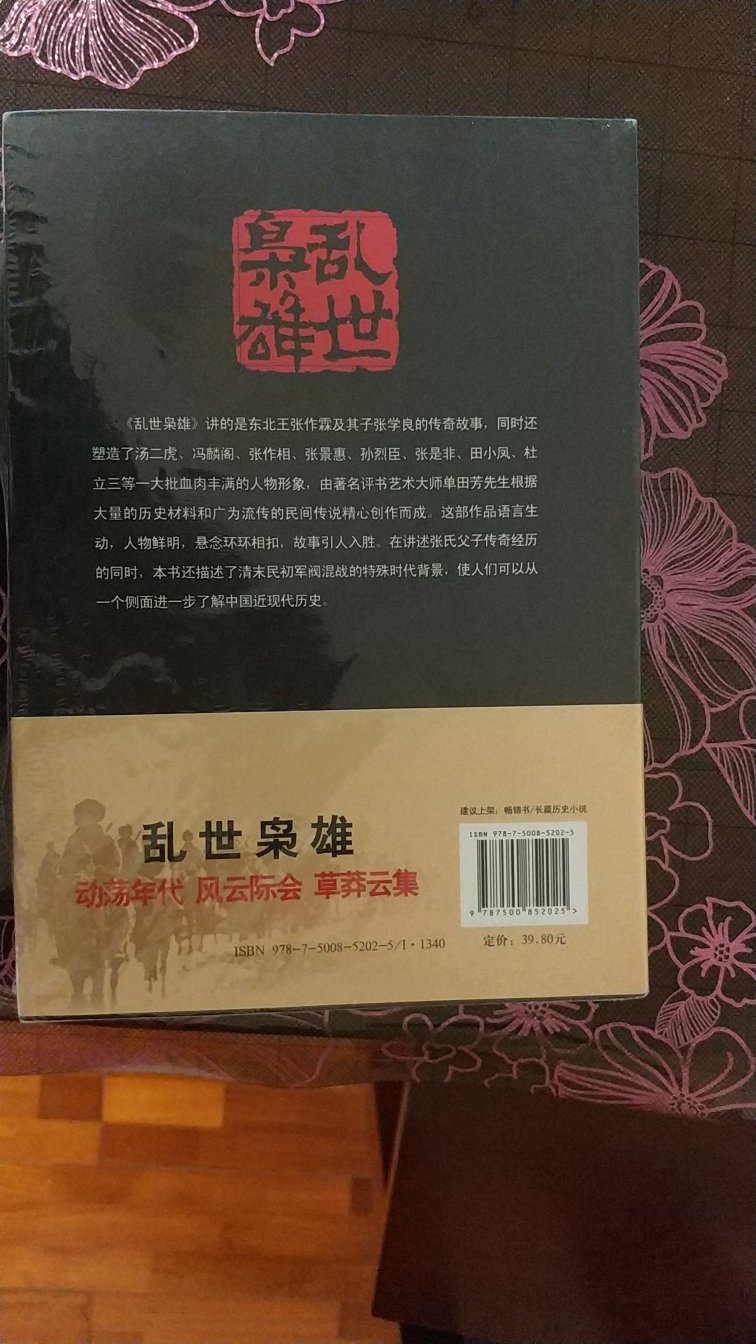 乱世
枭雄
《乱世枭雄》讲的是东北王张作霖及其子张学良的传奇故事，同时还
塑造了汤二虎、冯麟阁、张作相、张景惠、孙烈臣、张是非、田小凤、杜
立三等一大批血肉丰满的人物形象，由著名评书艺术大师单田芳先生根据
大量的历史材料和广为流传的民间传说精心创作而成。这部作品语言生
动，人物鲜明，悬念环环相扣，故事引人入胜。在讲述张氏父子传奇经历
的同时，本书还描述了清末民初军阀混战的特殊时代背景，使人们可以从
一个侧面进一步了解中国近现代历史。
乱世枭雄
动荡年代 风云际会 草莽云集
ISBN 978-7-5008-5202-5/I·1340
建议上架：畅销书/长篇历史小说
ISBN 978-7-5008-5202-5
9 787500 852025 >
定价：39.80元